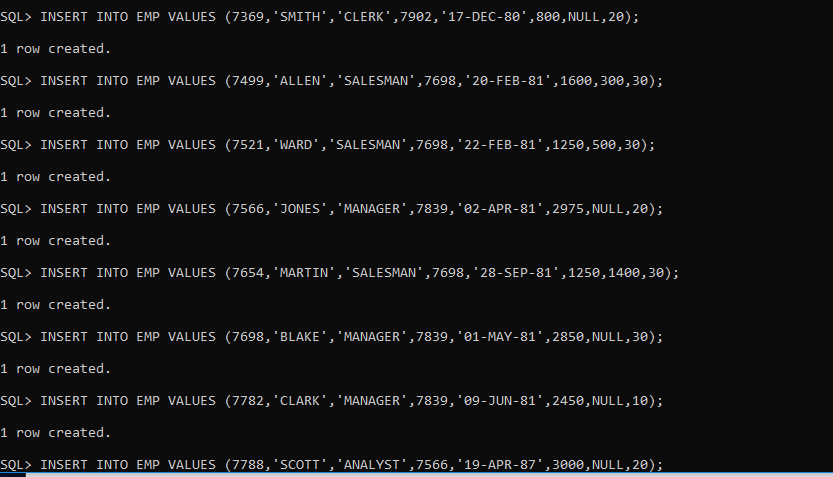 SQL> INSERT INTO EMP VALUES (7369,'SMITH','CLERK',7902,'17-DEC-80',800,NULL,20);
1 row created.
SQL> INSERT INTO EMP VALUES (7499,'ALLEN','SALESMAN',7698,'20-FEB-81',1600,300,30);
1 row created.
SQL> INSERT INTO EMP VALUES (7521,'WARD','SALESMAN',7698,'22-FEB-81',1250,500,30);
1 row created.
SQL> INSERT INTO EMP VALUES (7566,'JONES','MANAGER',7839,'02-APR-81',2975,NULL,20);
1 row created.
SQL> INSERT INTO EMP VALUES (7654,'MARTIN','SALESMAN',7698,'28-SEP-81',1250,1400,30);
1 row created.
SQL> INSERT INTO EMP VALUES (7698,'BLAKE','MANAGER',7839,'01-MAY-81',2850,NULL,30);
1 row created.
SQL> INSERT INTO EMP VALUES (7782,'CLARK','MANAGER',7839,'09-JUN-81',2450,NULL,10);
1 row created.
SQL> INSERT INTO EMP VALUES (7788,'SCOTT','ANALYST',7566,'19-APR-87',3000,NULL,20);